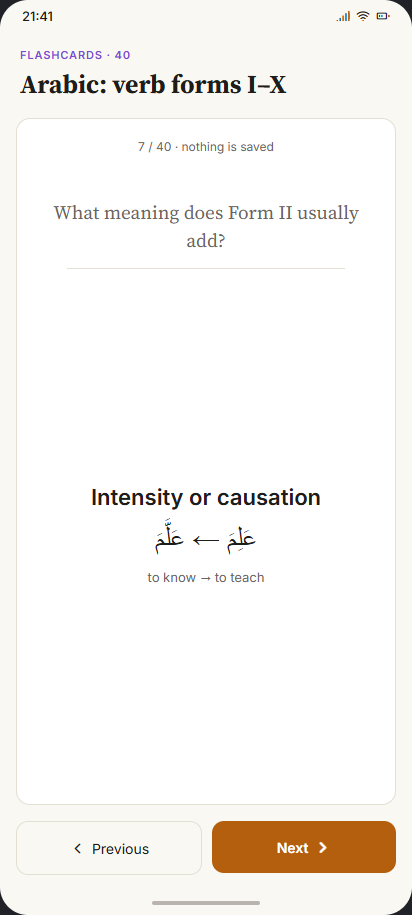 21:41
FLASHCARDS · 40
Arabic: verb forms I–X
7 / 40 · nothing is saved
What meaning does Form II usually
add?
Intensity or causation
عَلِمَ ← عَلَّمَ
to know → to teach
Previous
Next